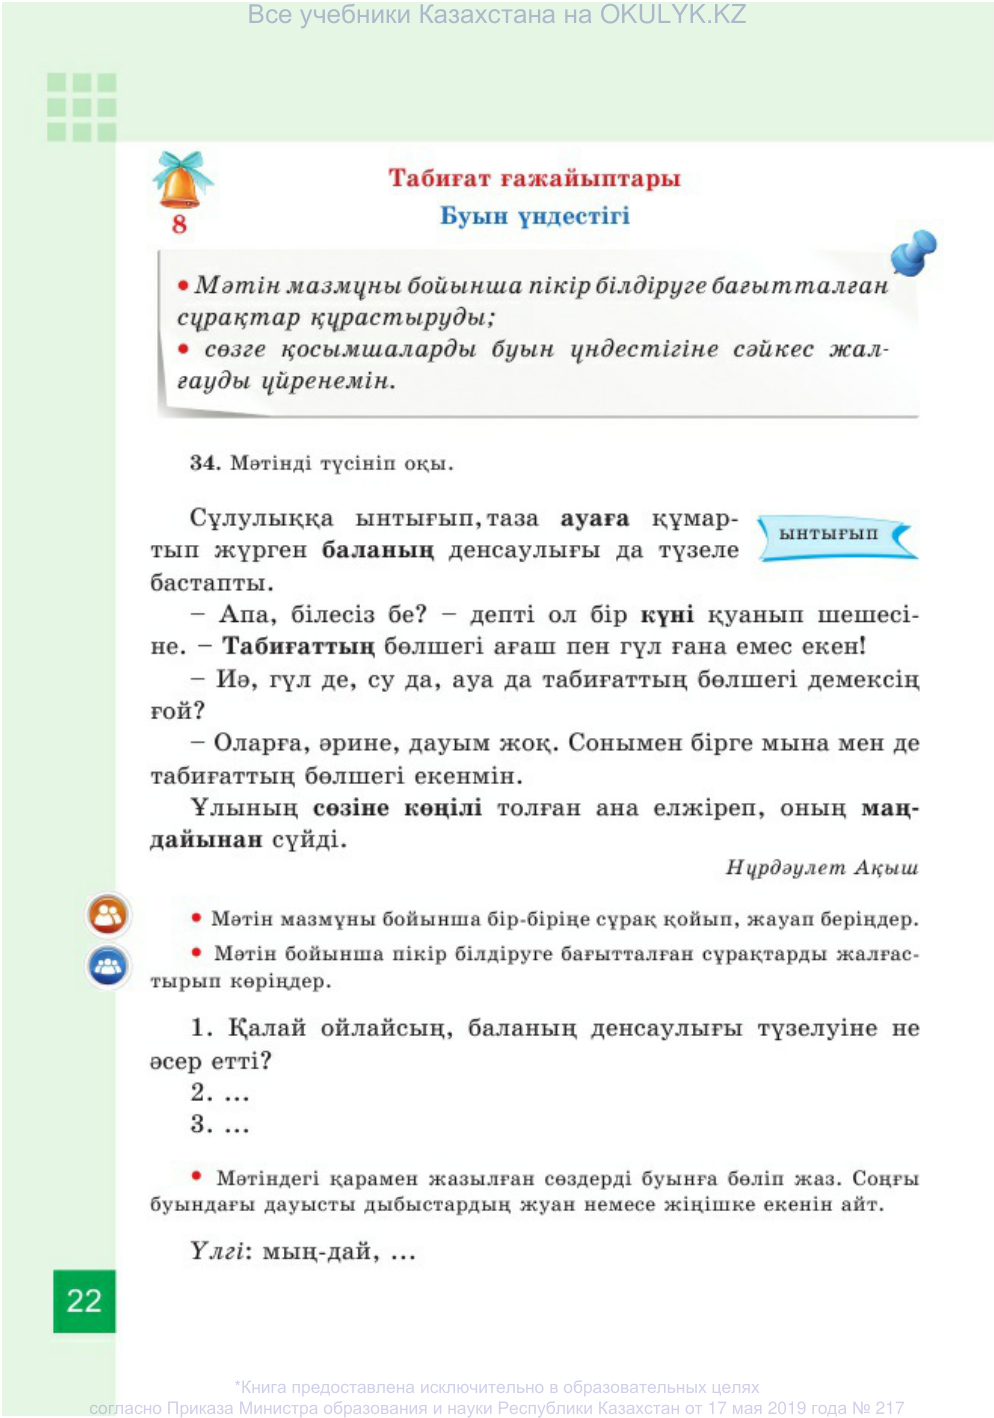 Все учебники Казахстана на OKULYK.KZ
8
Табиғат ғажайыптары
Буын үндестігі
• Мәтін мазмұны бойынша пікір білдіруге бағытталған
сұрақтар құрастыруды;
• сөзге қосымшаларды буын үндестігіне сәйкес жал-
ғауды үйренемін.
34. Мәтінді түсініп оқы.
Сұлулыққа ынтығып, таза ауаға құмар-
тып жүрген баланың денсаулығы да түзеле
бастапты.
ынтығып
– Апа, білесіз бе? – депті ол бір күні қуанып шешесі-
не. – Табиғаттың бөлшегі ағаш пен гүл ғана емес екен!
– Иә, гүл де, су да, ауа да табиғаттың бөлшегі демексің
ғой?
– Оларға, әрине, дауым жоқ. Сонымен бірге мына мен де
табиғаттың бөлшегі екенмін.
Ұлының сөзіне көңілі толған ана елжіреп, оның маң-
дайынан сүйді.
Нұрдәулет Ақыш
• Мәтін мазмұны бойынша бір-біріңе сұрақ қойып, жауап беріңдер.
• Мәтін бойынша пікір білдіруге бағытталған сұрақтарды жалғас-
тырып көріңдер.
1. Қалай ойлайсың, баланың денсаулығы түзелуіне не
әсер етті?
2. ...
3. ...
• Мәтіндегі қарамен жазылған сөздерді буынға бөліп жаз. Соңғы
буындағы дауысты дыбыстардың жуан немесе жіңішке екенін айт.
Үлгі: мың-дай, ...
22
*Книга предоставлена исключительно в образовательных целях
согласно Приказа Министра образования и науки Республики Казахстан от 17 мая 2019 года № 217